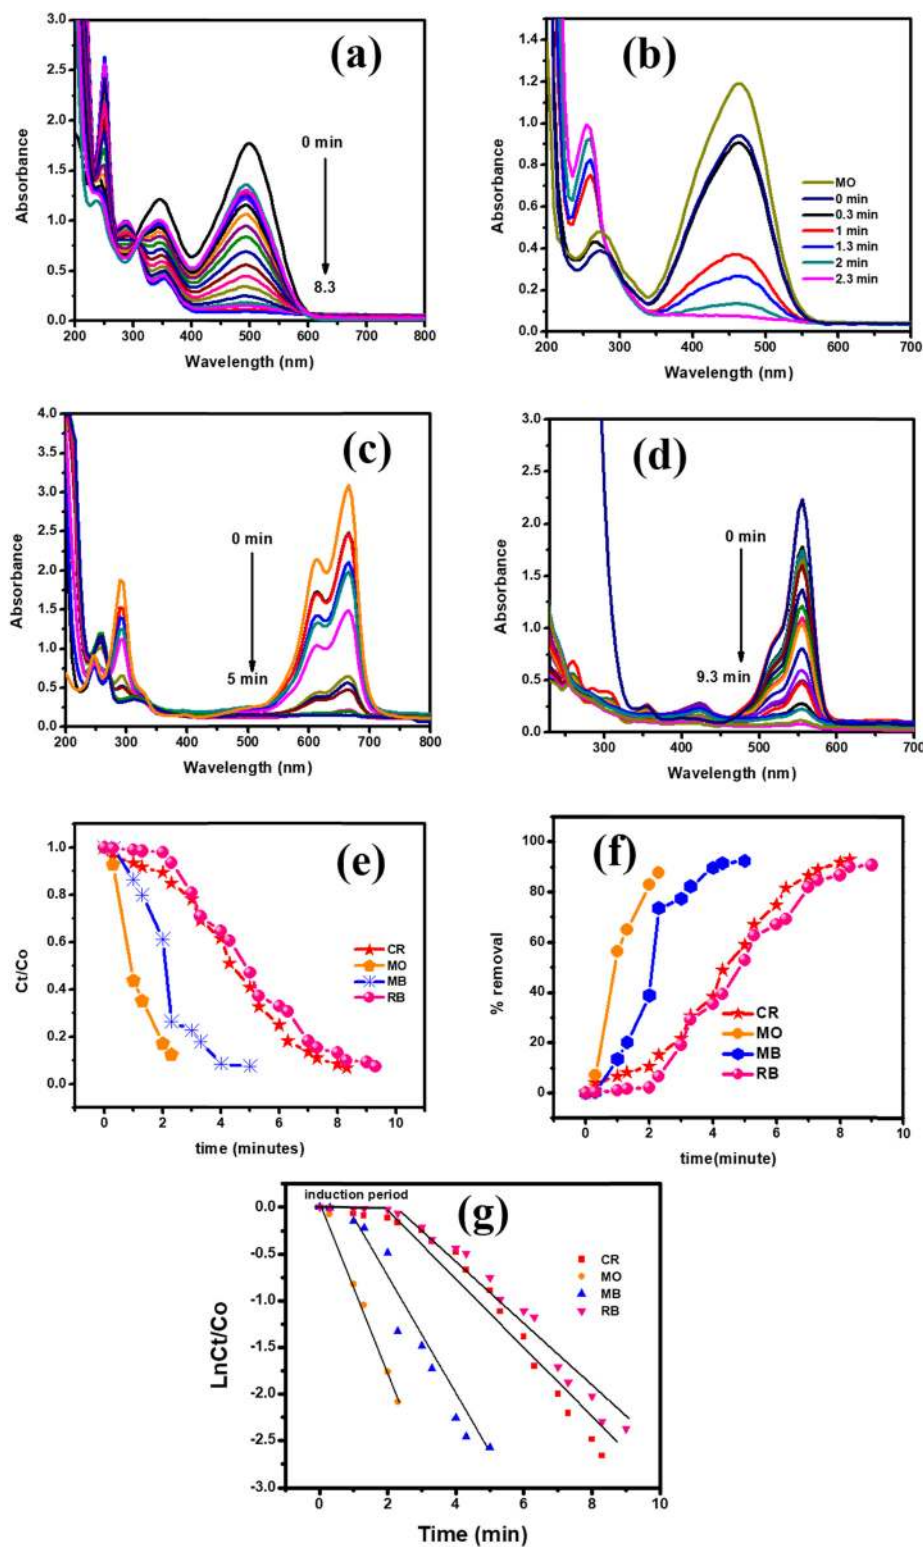 (a)
3.0
2.5
2.0
1.5
1.0
0.5
0.0
Absorbance
0 min
8.3
200 300 400 500 600 700 800
Wavelength (nm)
(b)
1.4
1.2
1.0
0.8
0.6
0.4
0.2
0.0
Absorbance
MO
0 min
0.3 min
1 min
1.3 min
2 min
2.3 min
200 300 400 500 600 700
Wavelength (nm)
(c)
4.0
3.5
3.0
2.5
2.0
1.5
1.0
0.5
0.0
Absorbance
0 min
5 min
200 300 400 500 600 700 800
Wavelength (nm)
(d)
3.0
2.5
2.0
1.5
1.0
0.5
0.0
Absorbance
0 min
9.3 min
300 400 500 600 700
Wavelength (nm)
(e)
1.0
0.8
0.6
0.4
0.2
0.0
Ct/Co
CR
MO
MB
RB
0 2 4 6 8 10
time (minutes)
(f)
100
80
60
40
20
0
% removal
CR
MO
MB
RB
0 2 4 6 8 10
time(minute)
(g)
induction period
0.0
-0.5
-1.0
-1.5
-2.0
-2.5
-3.0
LnCt/Co
CR
MO
MB
RB
0 2 4 6 8 10
Time (min)